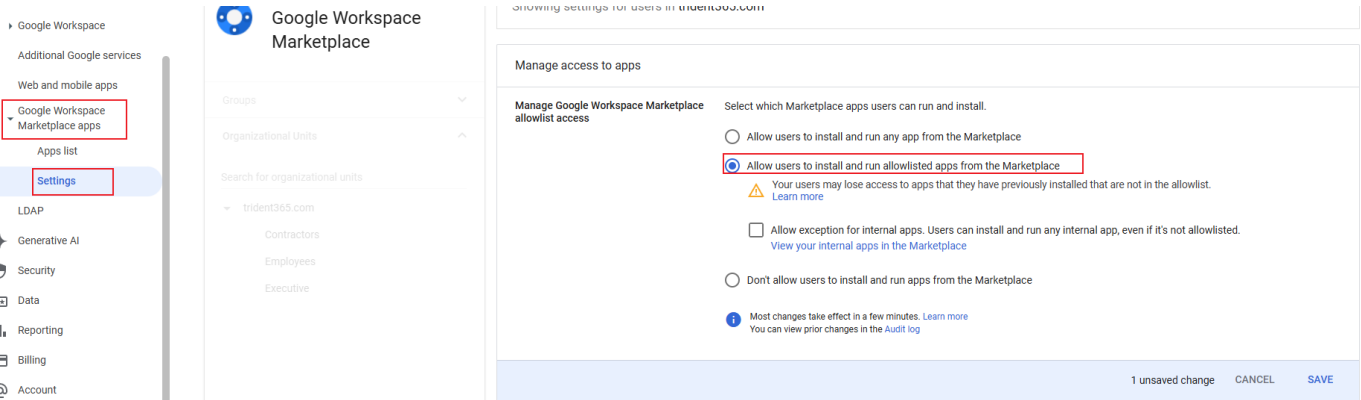 Google Workspace
Additional Google services
Web and mobile apps
Google Workspace
Marketplace apps
Apps list
Settings
LDAP
Generative AI
Security
Data
Reporting
Billing
Account
Google Workspace
Marketplace
Groups
Organizational Units
Search for organizational units
trident365.com
Contractors
Employees
Executive
Showing settings for users in trident365.com
Manage access to apps
Manage Google Workspace Marketplace
allowlist access
Select which Marketplace apps users can run and install.
Allow users to install and run any app from the Marketplace
Allow users to install and run allowlisted apps from the Marketplace
Your users may lose access to apps that they have previously installed that are not in the allowlist.
Learn more
Allow exception for internal apps. Users can install and run any internal app, even if it's not allowlisted.
View your internal apps in the Marketplace
Don't allow users to install and run apps from the Marketplace
Most changes take effect in a few minutes. Learn more
You can view prior changes in the Audit log
1 unsaved change CANCEL SAVE